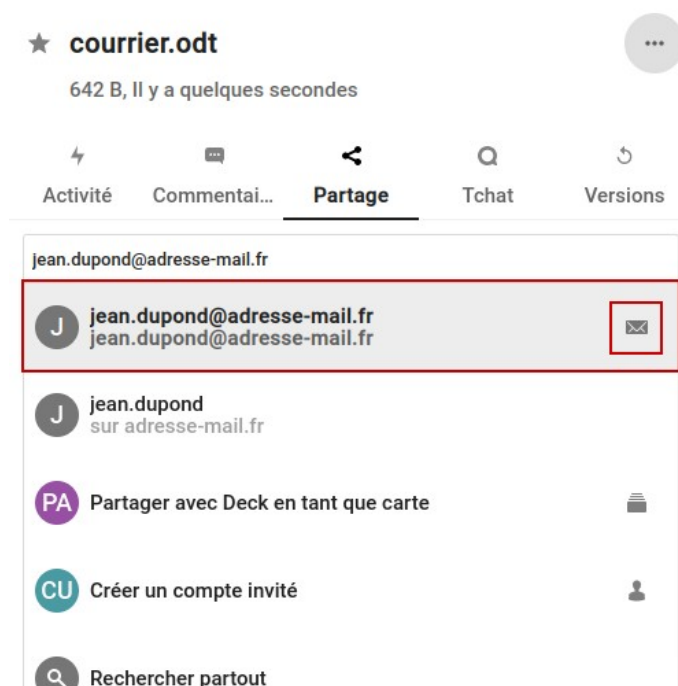 courrier.odt
642 B, Il y a quelques secondes
Activité Commentai... Partage Tchat Versions
jean.dupond@adresse-mail.fr
J jean.dupond@adresse-mail.fr
jean.dupond@adresse-mail.fr
J jean.dupond
sur adresse-mail.fr
PA Partager avec Deck en tant que carte
CU Créer un compte invité
Rechercher partout